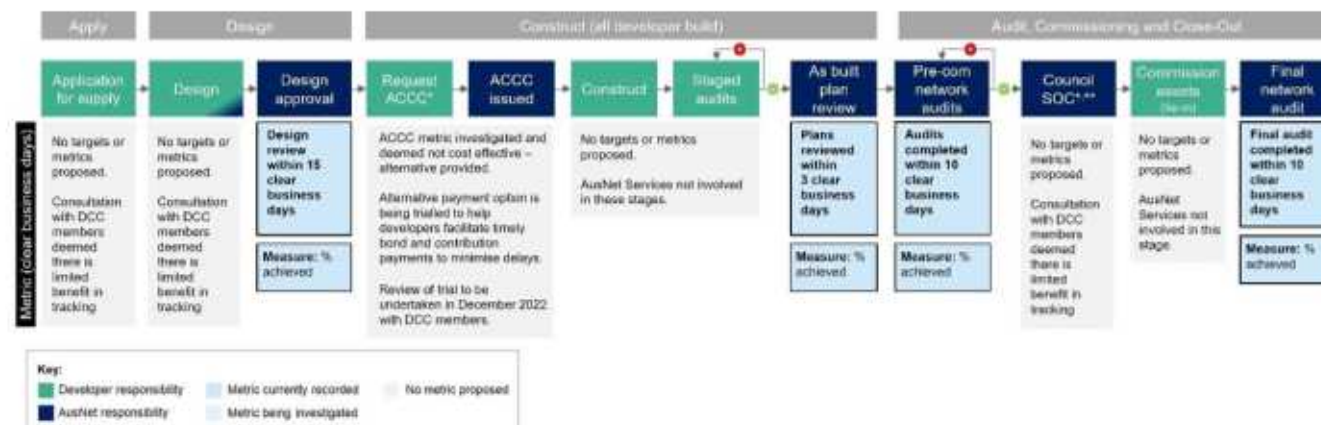 Apply
Design
Construct (all developer build)
Audit, Commissioning and Close-Out
Application
for supply
Design
Design
approval
Request
ACCC*
ACCC
issued
Construct
Staged
audits
As built
plan
review
Pre-com
network
audits
Council
SOC*,**
Commission
assets
(tie-in)
Final
network
audit
Metric (clear business days)
No targets or
metrics
proposed.
Consultation
with DCC
members
deemed
there is
limited
benefit in
tracking
No targets or
metrics
proposed.
Consultation
with DCC
members
deemed
there is
limited
benefit in
tracking
Design
review
within 15
clear
business
days
Measure: %
achieved
ACCC metric investigated and
deemed not cost effective –
alternative provided.
Alternative payment option is
being trialled to help
developers facilitate timely
bond and contribution
payments to minimise delays.
Review of trial to be
undertaken in December 2022
with DCC members.
No targets or metrics
proposed.
AusNet Services not involved
in these stages.
Plans
reviewed
within
3 clear
business
days
Measure: %
achieved
Audits
completed
within 10
clear
business
days
Measure: %
achieved
No targets or
metrics
proposed.
Consultation
with DCC
members
deemed
there is
limited
benefit in
tracking
No targets or
metrics
proposed.
AusNet
Services not
involved in this
stage
Final audit
completed
within 10
clear
business
days
Measure: %
achieved
Key:
Developer responsibility
Metric currently recorded
No metric proposed
AusNet responsibility
Metric being investigated